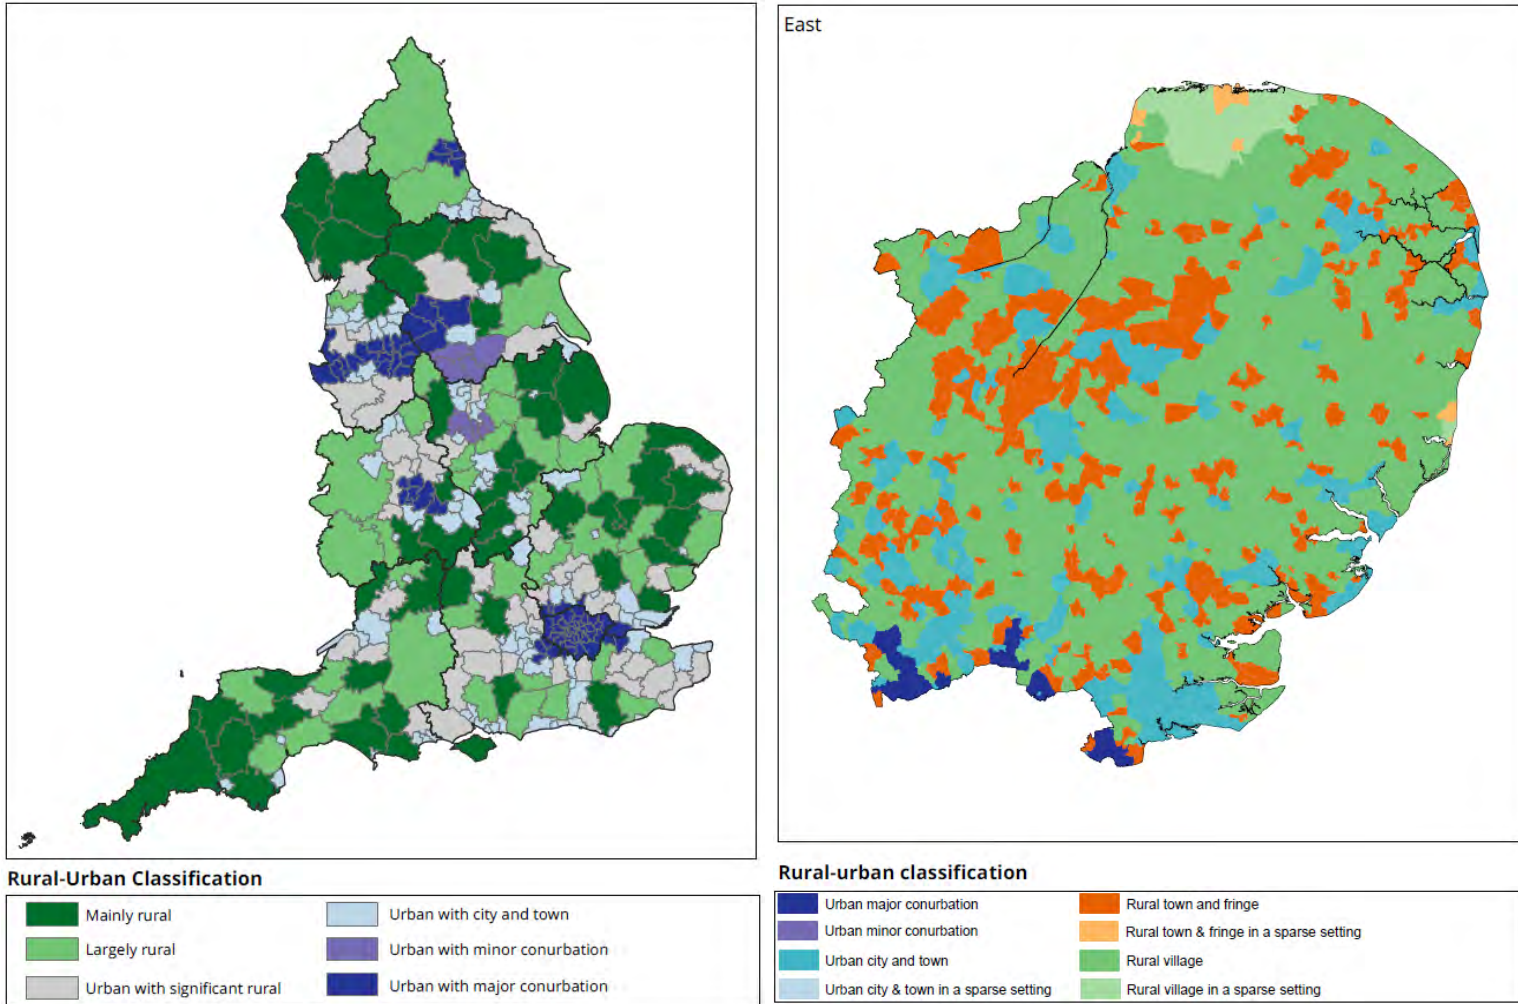 East
Rural-Urban Classification
Mainly rural
Largely rural
Urban with significant rural
Urban with city and town
Urban with minor conurbation
Urban with major conurbation
Rural-urban classification
Urban major conurbation
Urban minor conurbation
Urban city and town
Urban city & town in a sparse setting
Rural town and fringe
Rural town & fringe in a sparse setting
Rural village
Rural village in a sparse setting